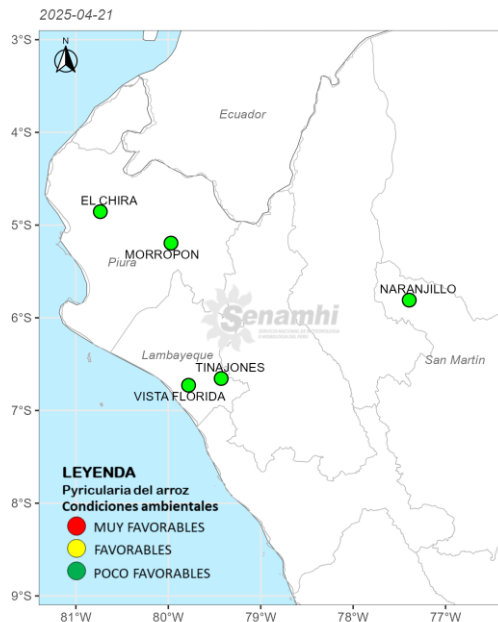 2025-04-21
N
3°S
4°S
5°S
6°S
7°S
8°S
9°S
Ecuador
EL CHIRA
MORROPON
Piura
NARANJILLO
Senamhi
Lambayeque
TINAJONES
San Martín
VISTA FLORIDA
LEYENDA
Pyricularia del arroz
Condiciones ambientales
MUY FAVORABLES
FAVORABLES
POCO FAVORABLES
81°W
80°W
79°W
78°W
77°W